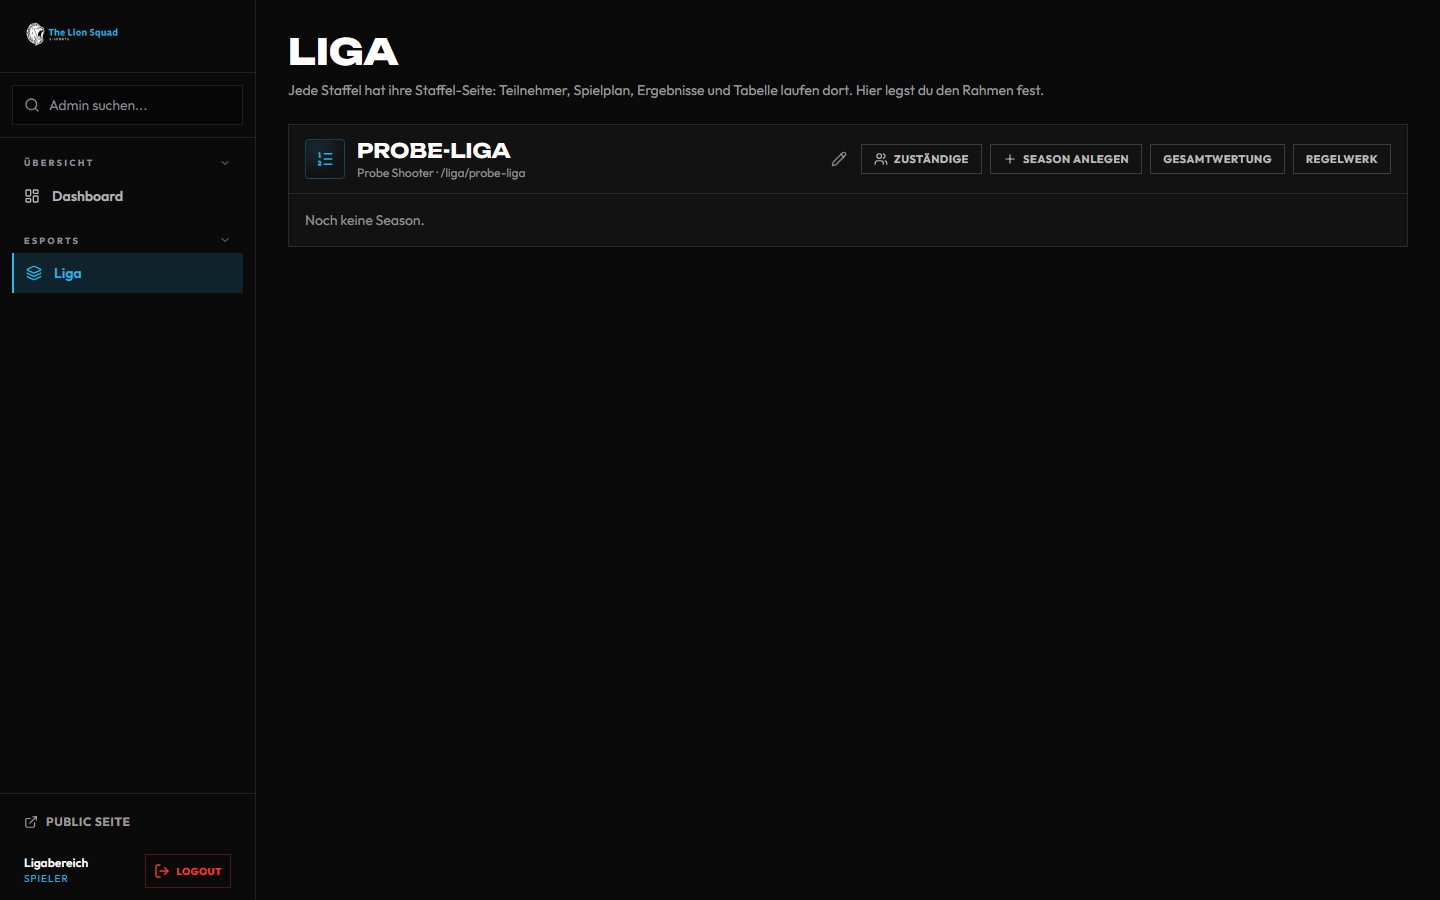 The Lion Squad
E-SPORTS
Admin suchen...
ÜBERSICHT
Dashboard
ESPORTS
Liga
PUBLIC SEITE
Ligabereich
SPIELER
LOGOUT
LIGA
Jede Staffel hat ihre Staffel-Seite: Teilnehmer, Spielplan, Ergebnisse und Tabelle laufen dort. Hier legst du den Rahmen fest.
PROBE-LIGA
Probe Shooter · /liga/probe-liga
ZUSTÄNDIGE
SEASON ANLEGEN
GESAMTWERTUNG
REGELWERK
Noch keine Season.